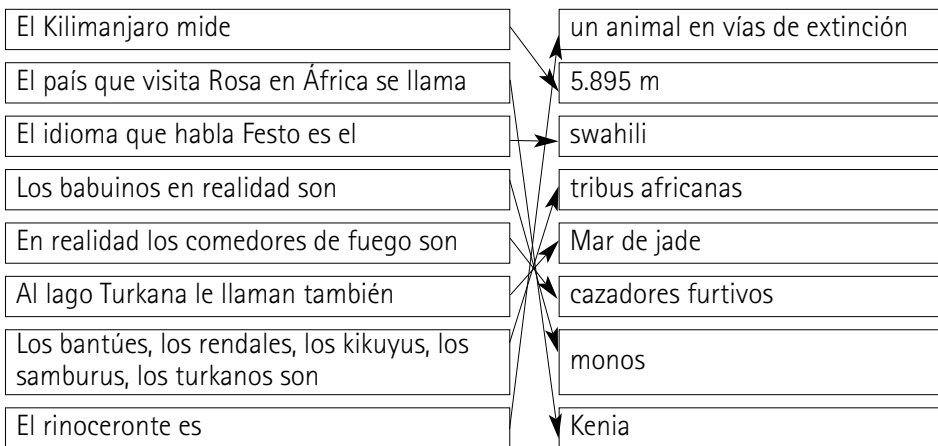 El Kilimanjaro mide
un animal en vías de extinción
El país que visita Rosa en África se llama
5.895 m
El idioma que habla Festo es el
swahili
Los babuinos en realidad son
tribus africanas
En realidad los comedores de fuego son
Mar de jade
Al lago Turkana le llaman también
cazadores furtivos
Los bantúes, los rendales, los kikuyus, los
samburus, los turkanos son
monos
El rinoceronte es
Kenia